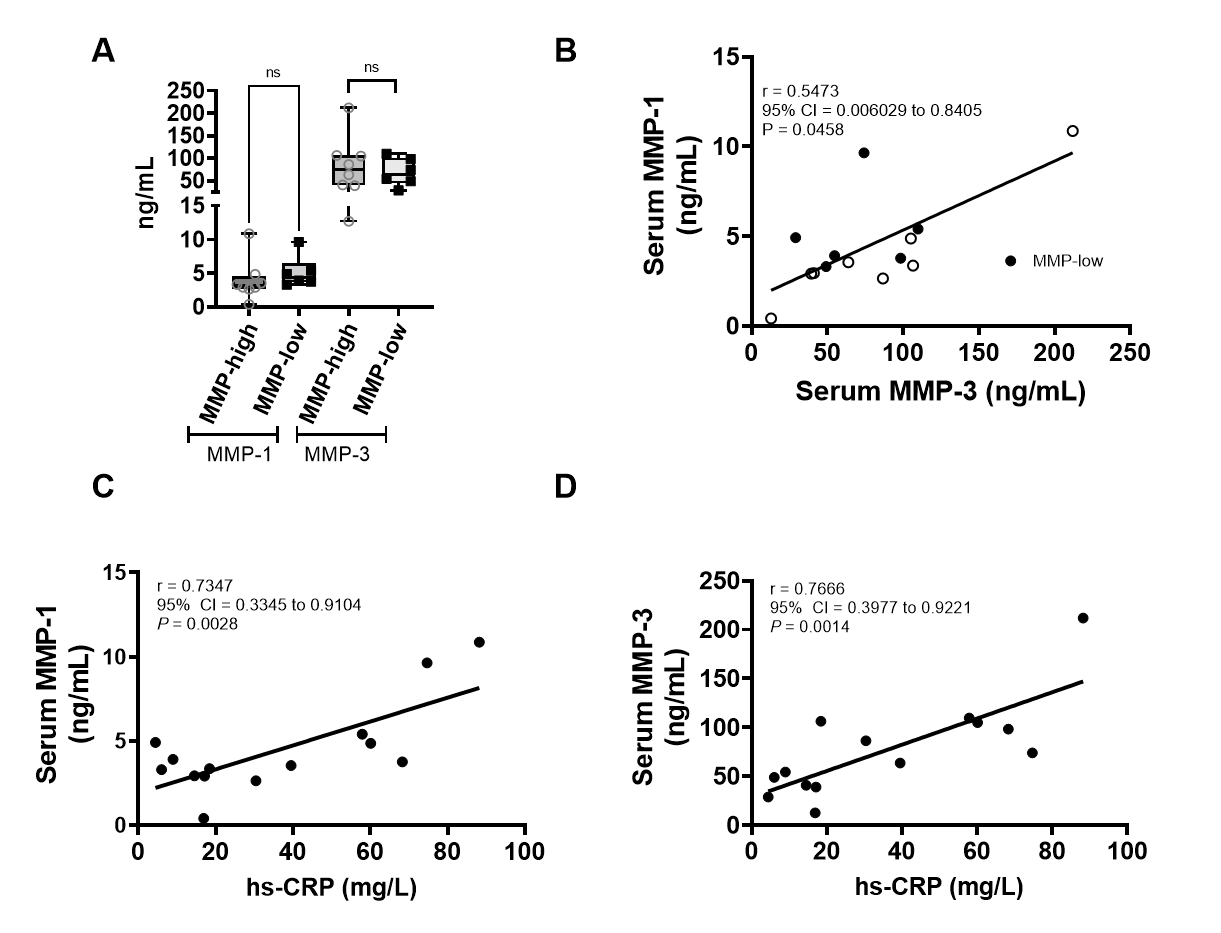 A
ns
ns
250
200
150
100
50
15
10
5
0
ng/mL
MMP-high
MMP-low
MMP-high
MMP-low
MMP-1
MMP-3
B
r = 0.5473
95% CI = 0.006029 to 0.8405
P = 0.0458
MMP-low
15
10
5
0
Serum MMP-1
(ng/mL)
0 50 100 150 200 250
Serum MMP-3 (ng/mL)
C
r = 0.7347
95% CI = 0.3345 to 0.9104
P = 0.0028
15
10
5
0
Serum MMP-1
(ng/mL)
0 20 40 60 80 100
hs-CRP (mg/L)
D
r = 0.7666
95% CI = 0.3977 to 0.9221
P = 0.0014
250
200
150
100
50
0
Serum MMP-3
(ng/mL)
0 20 40 60 80 100
hs-CRP (mg/L)